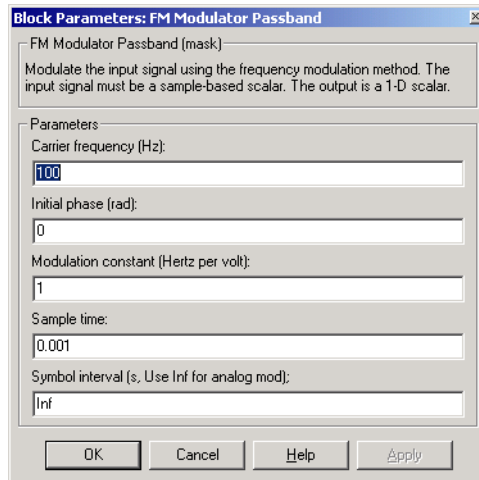 Block Parameters: FM Modulator Passband
FM Modulator Passband (mask)
Modulate the input signal using the frequency modulation method. The
input signal must be a sample-based scalar. The output is a 1-D scalar.
Parameters
Carrier frequency (Hz):
100
Initial phase (rad):
0
Modulation constant (Hertz per volt):
1
Sample time:
0.001
Symbol interval (s, Use Inf for analog mod);
Inf
OK Cancel Help Apply